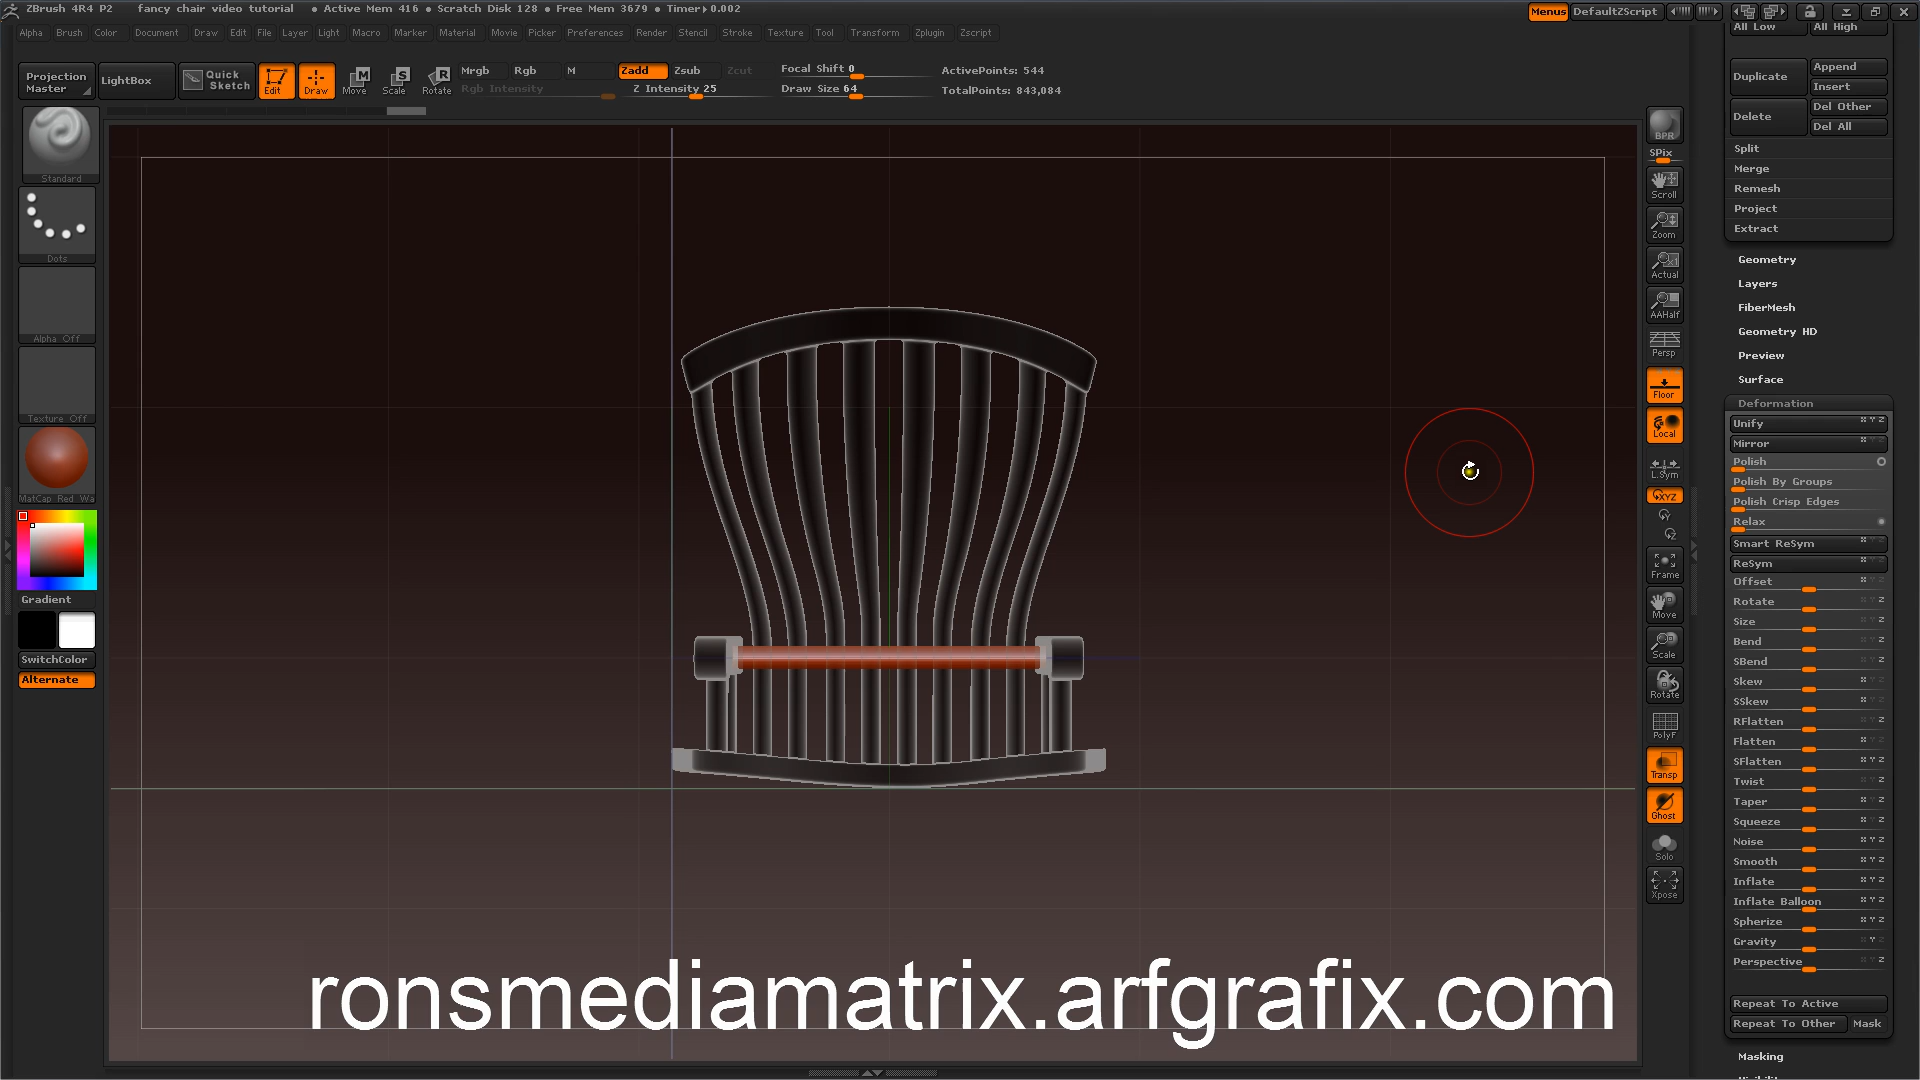 ZBrush 4R4 P2 fancy chair video tutorial • Active Mem 416 • Scratch Disk 128 • Free Mem 3679 • Timer▸0.002 Menus DefaultZScript
Alpha Brush Color Document Draw Edit File Layer Light Macro Marker Material Movie Picker Preferences Render Stencil Stroke Texture Tool Transform Zplugin Zscript
Projection Master
LightBox
Quick Sketch
Edit
Draw
Move
Scale
Rotate
Mrgb Rgb M
Rgb Intensity
Zadd Zsub Zcut
Z Intensity 25
Focal Shift 0
Draw Size 64
ActivePoints: 544
TotalPoints: 843,084
Standard
Dots
Alpha Off
Texture Off
MatCap Red Wa
Gradient
SwitchColor
Alternate
BPR
SPix
Scroll
Zoom
Actual
AAHalf
Persp
Floor
Local
L.Sym
XYZ
Y
Z
Frame
Move
Scale
Rotate
PolyF
Transp
Ghost
Solo
Xpose
All Low All High
Duplicate
Append
Insert
Delete
Del Other
Del All
Split
Merge
Remesh
Project
Extract
Geometry
Layers
FiberMesh
Geometry HD
Preview
Surface
Deformation
Unify
Mirror
Polish
Polish By Groups
Polish Crisp Edges
Relax
Smart ReSym
ReSym
Offset
Rotate
Size
Bend
SBend
Skew
SSkew
RFlatten
Flatten
SFlatten
Twist
Taper
Squeeze
Noise
Smooth
Inflate
Inflate Balloon
Spherize
Gravity
Perspective
Repeat To Active
Repeat To Other Mask
Masking
ronsmediamatrix.arfgrafix.com